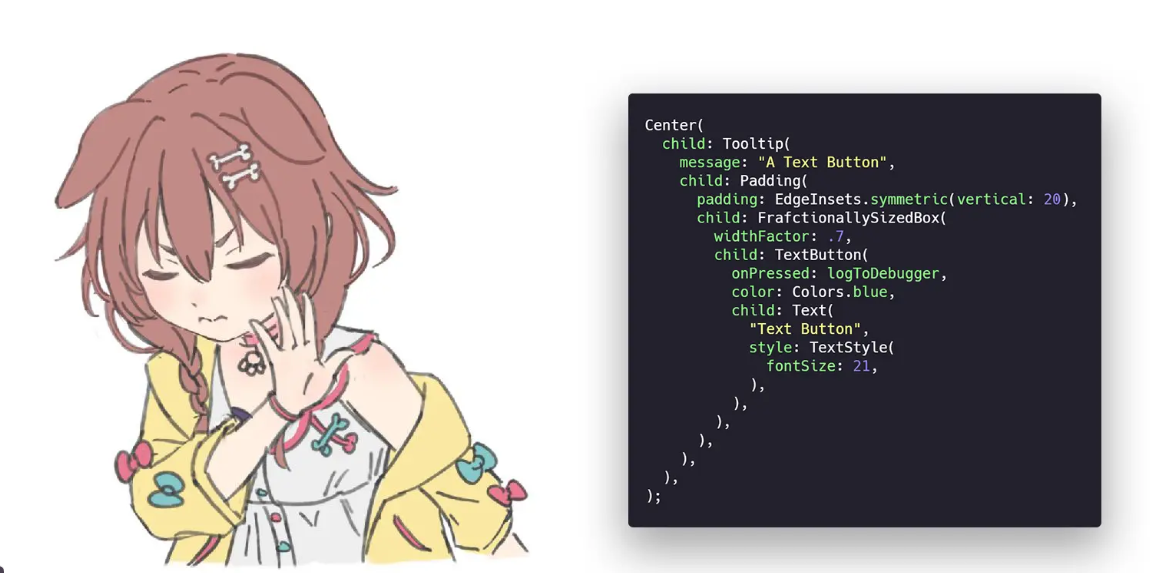 Center(
  child: Tooltip(
    message: "A Text Button",
    child: Padding(
      padding: EdgeInsets.symmetric(vertical: 20),
      child: FrafctionallySizedBox(
        widthFactor: .7,
        child: TextButton(
          onPressed: logToDebugger,
          color: Colors.blue,
          child: Text(
            "Text Button",
            style: TextStyle(
              fontSize: 21,
            ),
          ),
        ),
      ),
    ),
  ),
);